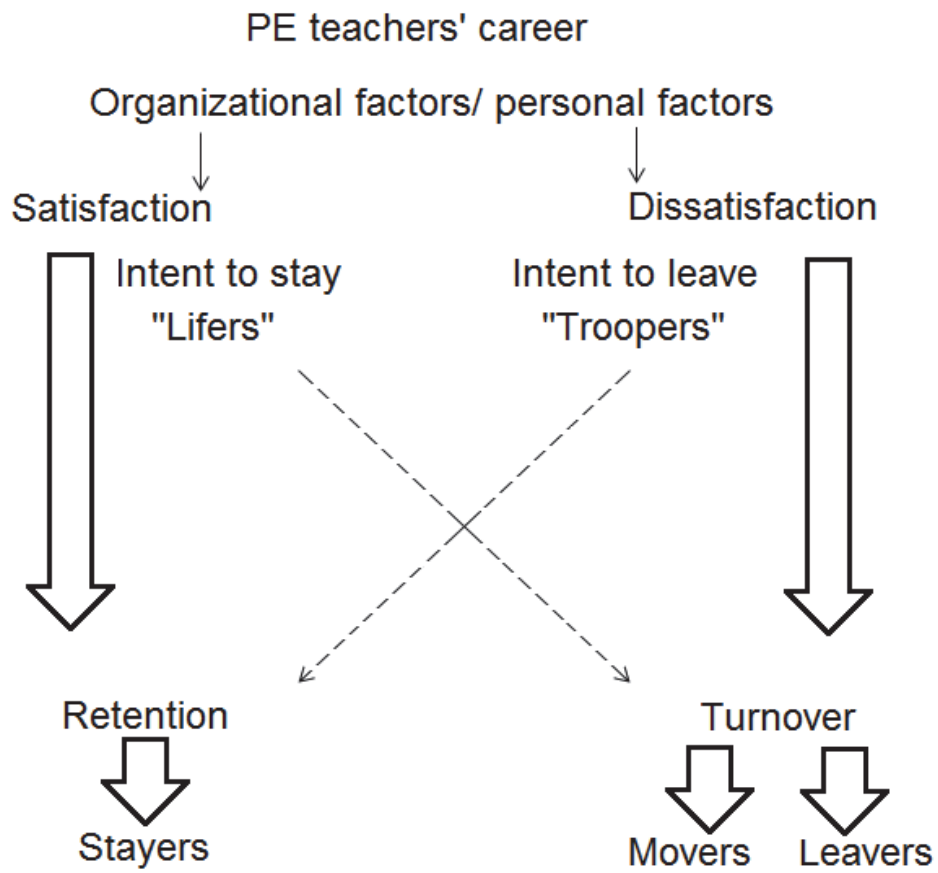 PE teachers' career
Organizational factors/ personal factors
Satisfaction
Dissatisfaction
Intent to stay
"Lifers"
Intent to leave
"Troopers"
Retention
Turnover
Stayers
Movers
Leavers